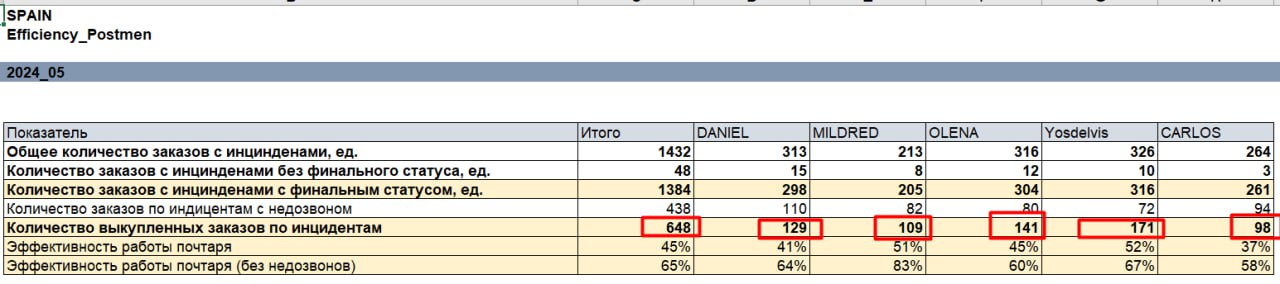 SPAIN
Efficiency_Postmen
2024_05
Показатель Итого DANIEL MILDRED OLENA Yosdelvis CARLOS
Общее количество заказов с инцинденами, ед. 1432 313 213 316 326 264
Количество заказов с инцинденами без финального статуса, ед. 48 15 8 12 10 3
Количество заказов с инцинденами с финальным статусом, ед. 1384 298 205 304 316 261
Количество заказов по индицентам с недозвоном 438 110 82 80 72 94
Количество выкупленных заказов по инцидентам 648 129 109 141 171 98
Эффективность работы почтаря 45% 41% 51% 45% 52% 37%
Эффективность работы почтаря (без недозвонов) 65% 64% 83% 60% 67% 58%